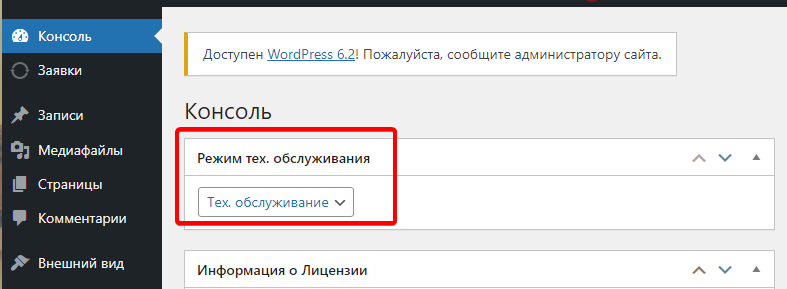 Консоль
Заявки
Записи
Медиафайлы
Страницы
Комментарии
Внешний вид
Доступен WordPress 6.2! Пожалуйста, сообщите администратору сайта.
Консоль
Режим тех. обслуживания
Тех. обслуживание
Информация о Лицензии